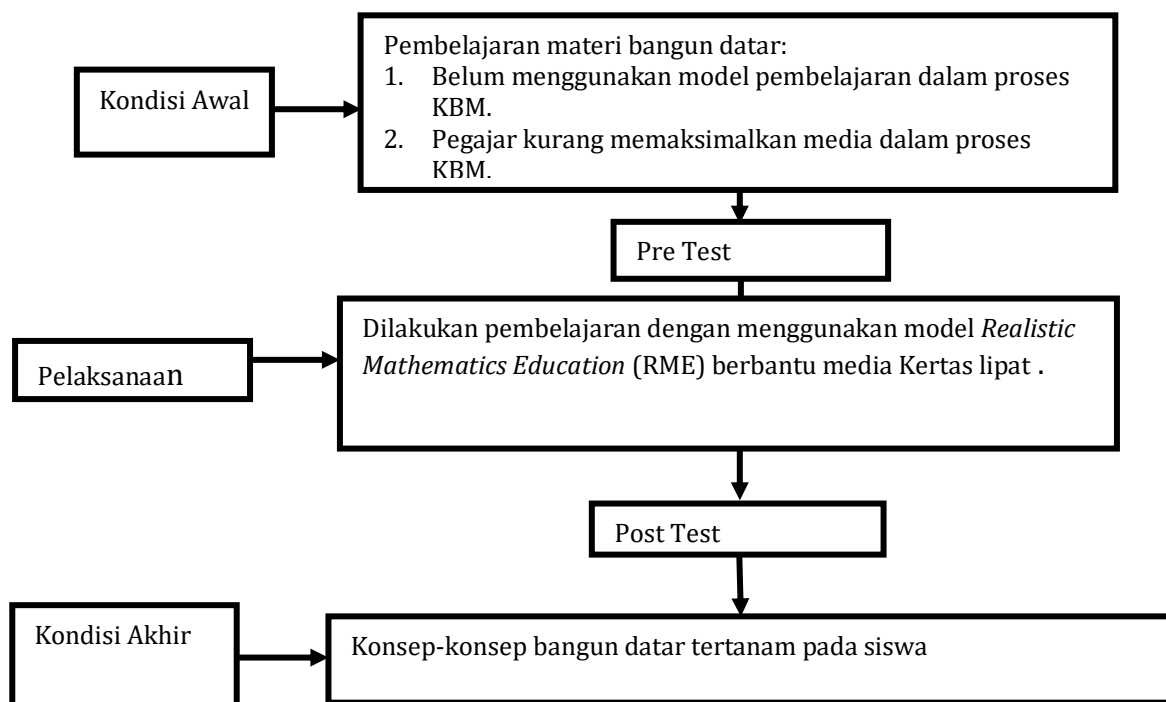 Kondisi Awal
Pembelajaran materi bangun datar:
1. Belum menggunakan model pembelajaran dalam proses
KBM.
2. Pegajar kurang memaksimalkan media dalam proses
KBM.
Pre Test
Pelaksanaan
Dilakukan pembelajaran dengan menggunakan model Realistic
Mathematics Education (RME) berbantu media Kertas lipat .
Post Test
Kondisi Akhir
Konsep-konsep bangun datar tertanam pada siswa